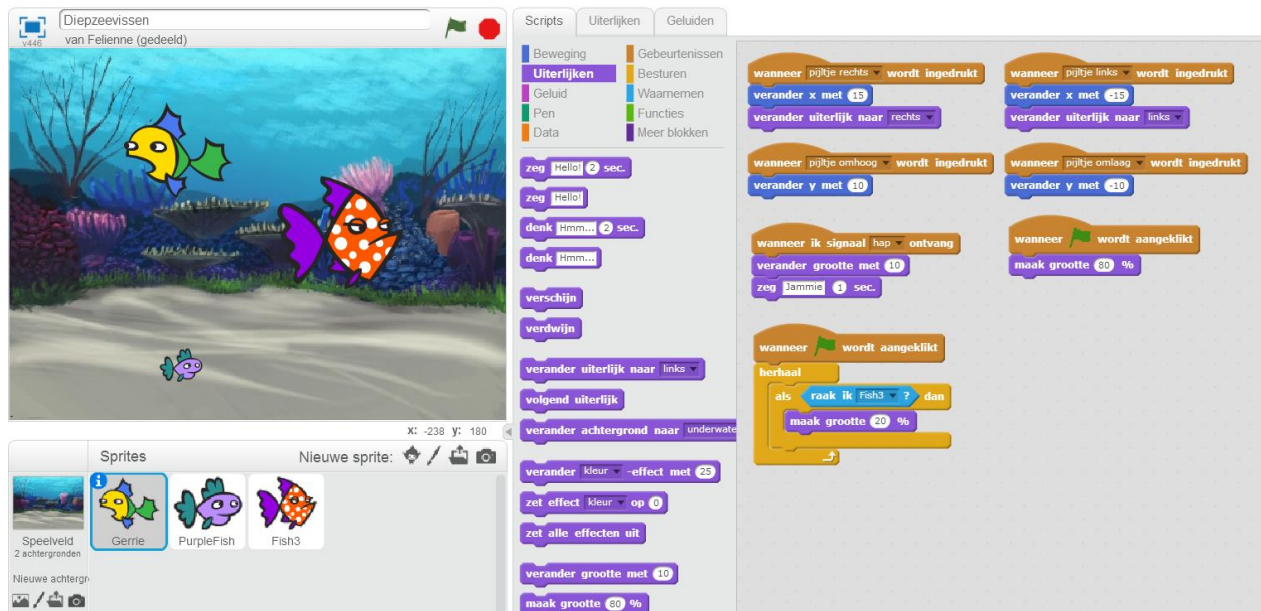 Diepzeevissen
v446
van Felienne (gedeeld)
x: -238 y: 180
Sprites
Nieuwe sprite:
Speelveld
2 achtergronden
Nieuwe achtergr
Gerrie
PurpleFish
Fish3
Scripts
Uiterlijken
Geluiden
Beweging
Gebeurtenissen
Uiterlijken
Besturen
Geluid
Waarnemen
Pen
Functies
Data
Meer blokken
zeg Hello! 2 sec.
zeg Hello!
denk Hmm... 2 sec.
denk Hmm...
verschijn
verdwijn
verander uiterlijk naar links
volgend uiterlijk
verander achtergrond naar underwate
verander kleur -effect met 25
zet effect kleur op 0
zet alle effecten uit
verander grootte met 10
maak grootte 80 %
wanneer pijltje rechts wordt ingedrukt
verander x met 15
verander uiterlijk naar rechts
wanneer pijltje links wordt ingedrukt
verander x met -15
verander uiterlijk naar links
wanneer pijltje omhoog wordt ingedrukt
verander y met 10
wanneer pijltje omlaag wordt ingedrukt
verander y met -10
wanneer ik signaal hap ontvang
verander grootte met 10
zeg Jammie 1 sec.
wanneer wordt aangeklikt
maak grootte 80 %
wanneer wordt aangeklikt
herhaal
als raak ik Fish3 ? dan
maak grootte 20 %